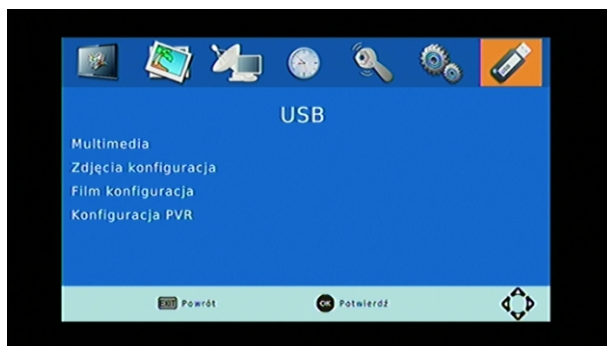 USB
Multimedia
Zdjęcia konfiguracja
Film konfiguracja
Konfiguracja PVR
EXIT Powrót OK Potwierdź